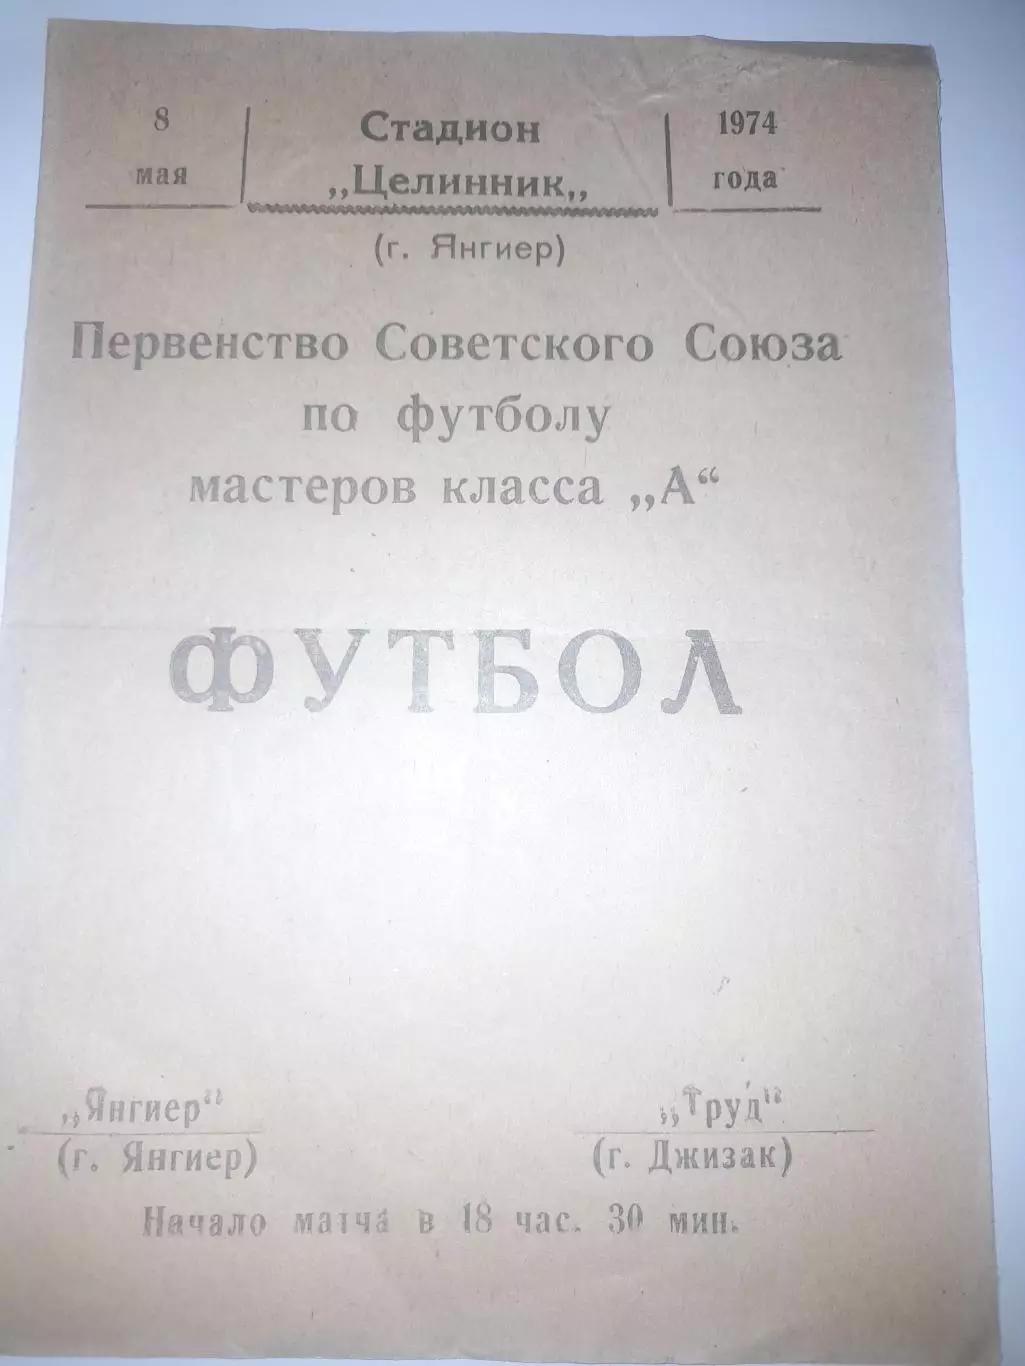 8 мая
Стадион
„Целинник„
1974 года
(г. Янгиер)
Первенство Советского Союза
по футболу
мастеров класса „А“
ФУТБОЛ
„Янгиер“
(г. Янгиер)
„Труд“
(г. Джизак)
Начало матча в 18 час. 30 мин.